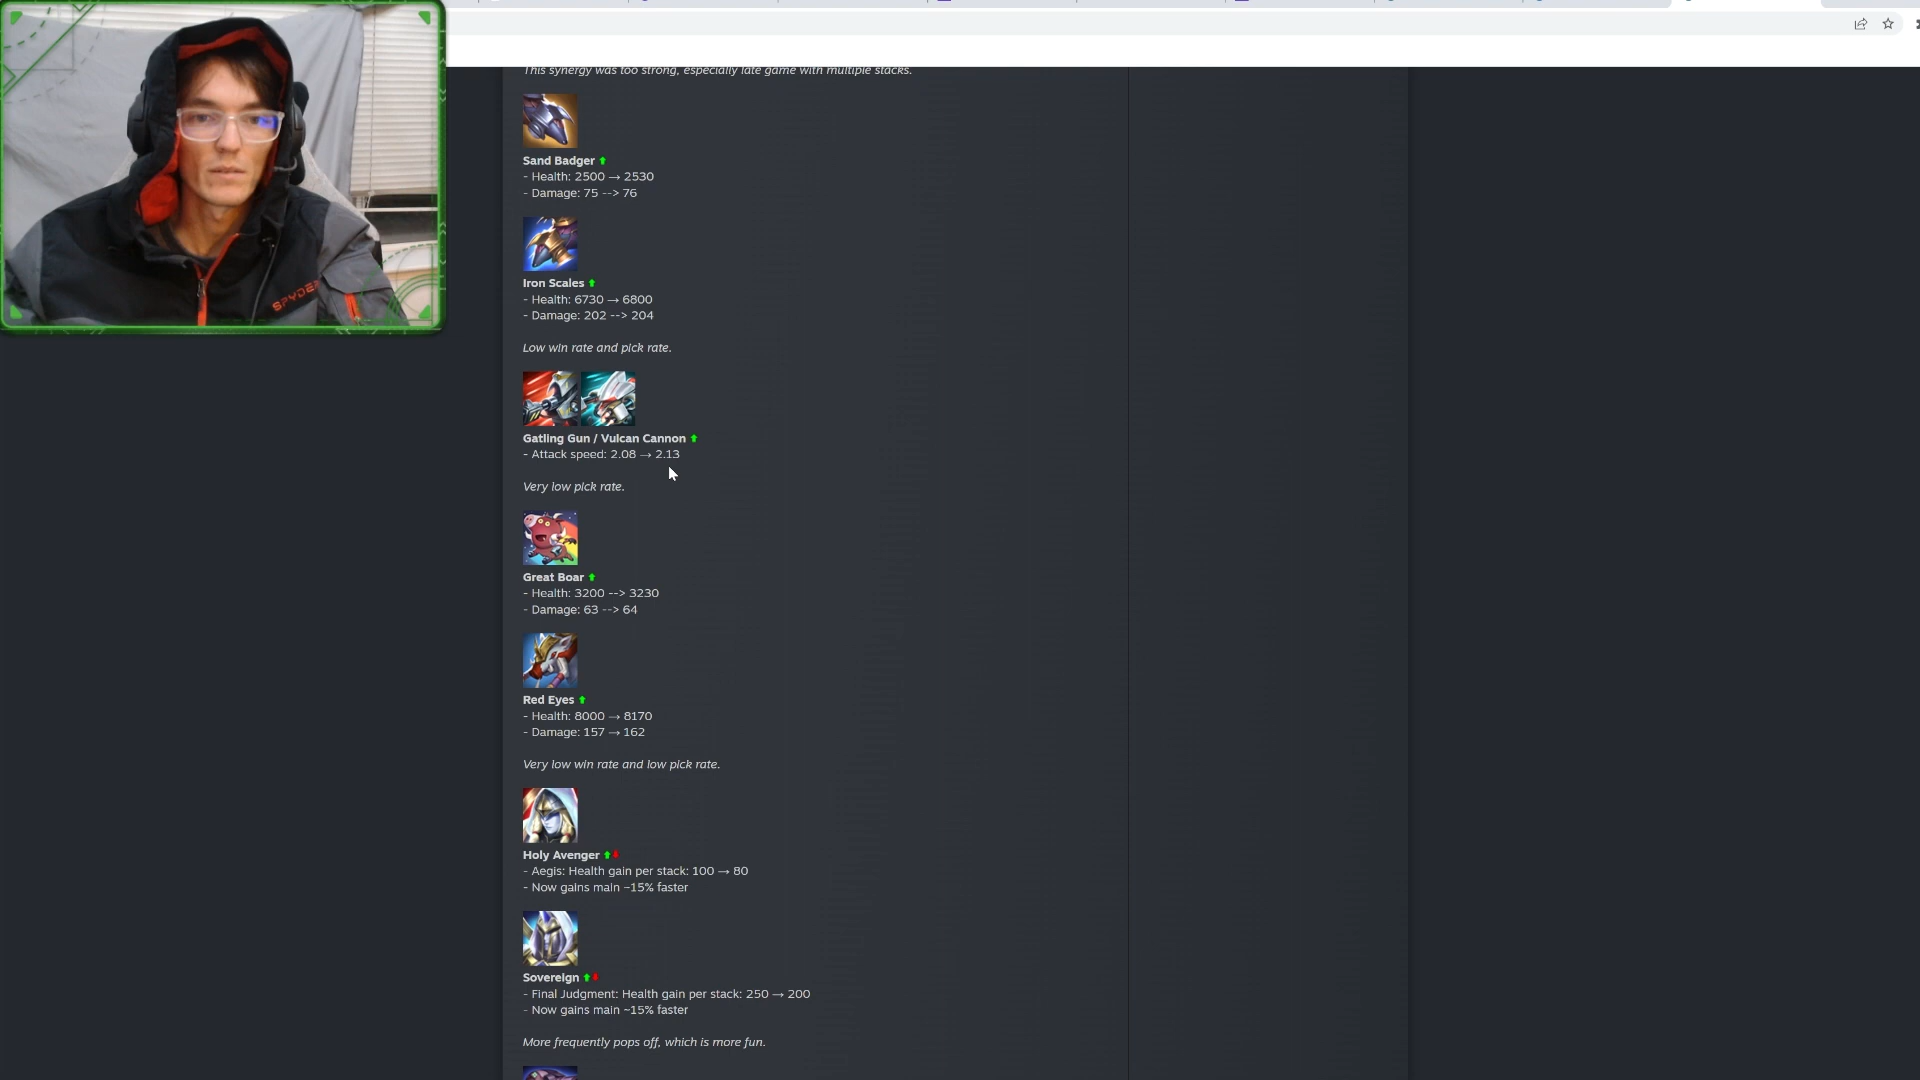 This synergy was too strong, especially late game with multiple stacks.
SPYDER
Sand Badger
- Health: 2500 → 2530
- Damage: 75 --> 76
Iron Scales
- Health: 6730 → 6800
- Damage: 202 --> 204
Low win rate and pick rate.
Gatling Gun / Vulcan Cannon
- Attack speed: 2.08 → 2.13
Very low pick rate.
Great Boar
- Health: 3200 --> 3230
- Damage: 63 --> 64
Red Eyes
- Health: 8000 → 8170
- Damage: 157 → 162
Very low win rate and low pick rate.
Holy Avenger
- Aegis: Health gain per stack: 100 → 80
- Now gains main ~15% faster
Sovereign
- Final Judgment: Health gain per stack: 250 → 200
- Now gains main ~15% faster
More frequently pops off, which is more fun.